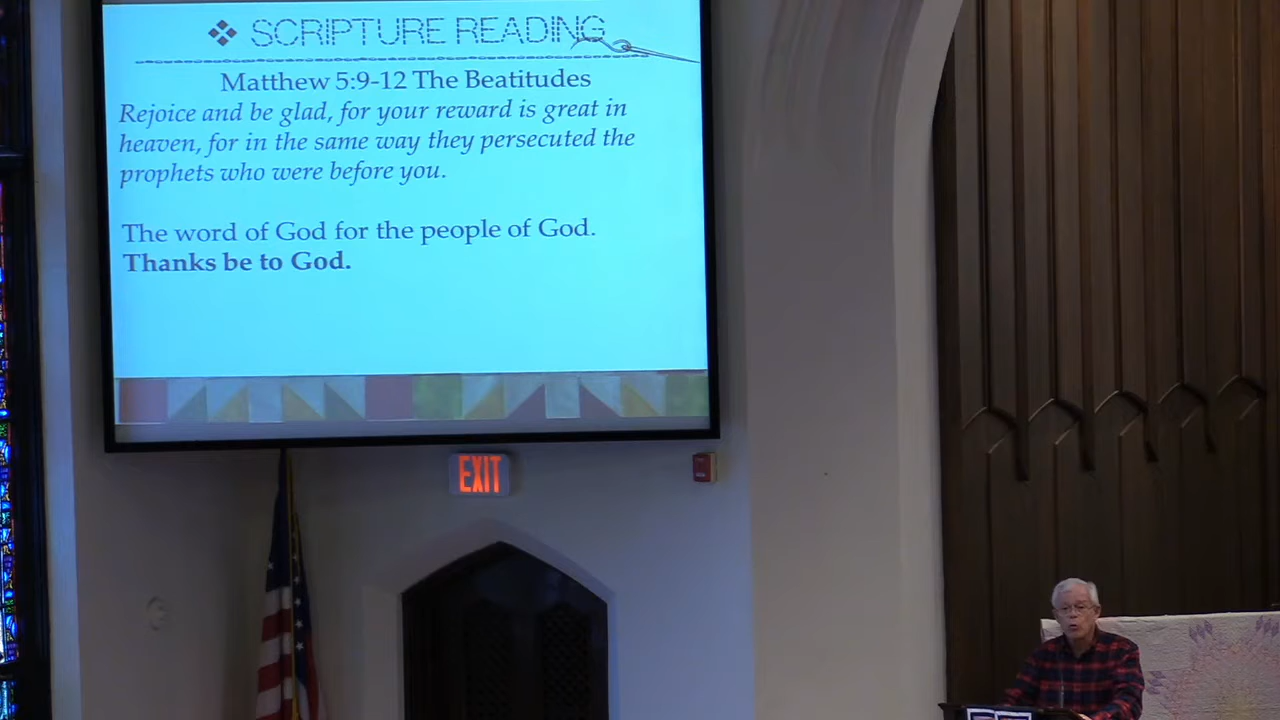 ❖ SCRIPTURE READING
Matthew 5:9-12 The Beatitudes
Rejoice and be glad, for your reward is great in
heaven, for in the same way they persecuted the
prophets who were before you.
The word of God for the people of God.
Thanks be to God.
EXIT